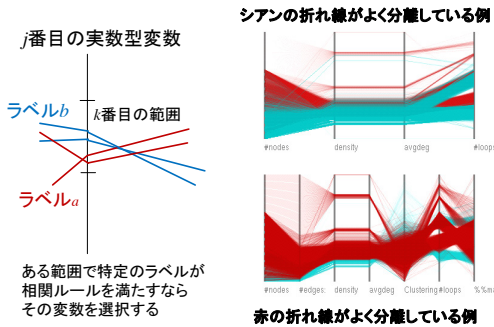 j番目の実数型変数
ラベルb
k番目の範囲
ラベルa
ある範囲で特定のラベルが
相関ルールを満たすなら
その変数を選択する
シアンの折れ線がよく分離している例
#nodes density avgdeg #loops
#nodes #edges: density avgdeg Clustering #loops
赤の折れ線がよく分離している例